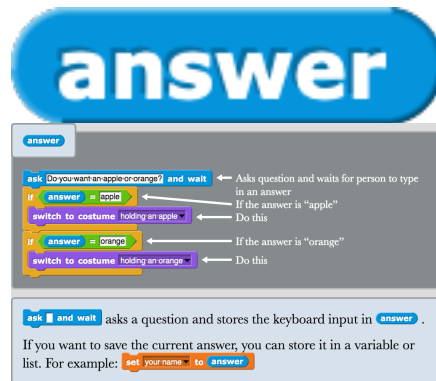 answer
answer
ask Do·you·want·an·apple·or·orange? and wait
Asks question and waits for person to type
in an answer
if answer = apple
If the answer is “apple”
switch to costume holding·an·apple
Do this
if answer = orange
If the answer is “orange”
switch to costume holding·an·orange
Do this
ask and wait asks a question and stores the keyboard input in answer .
If you want to save the current answer, you can store it in a variable or
list. For example: set your·name to answer